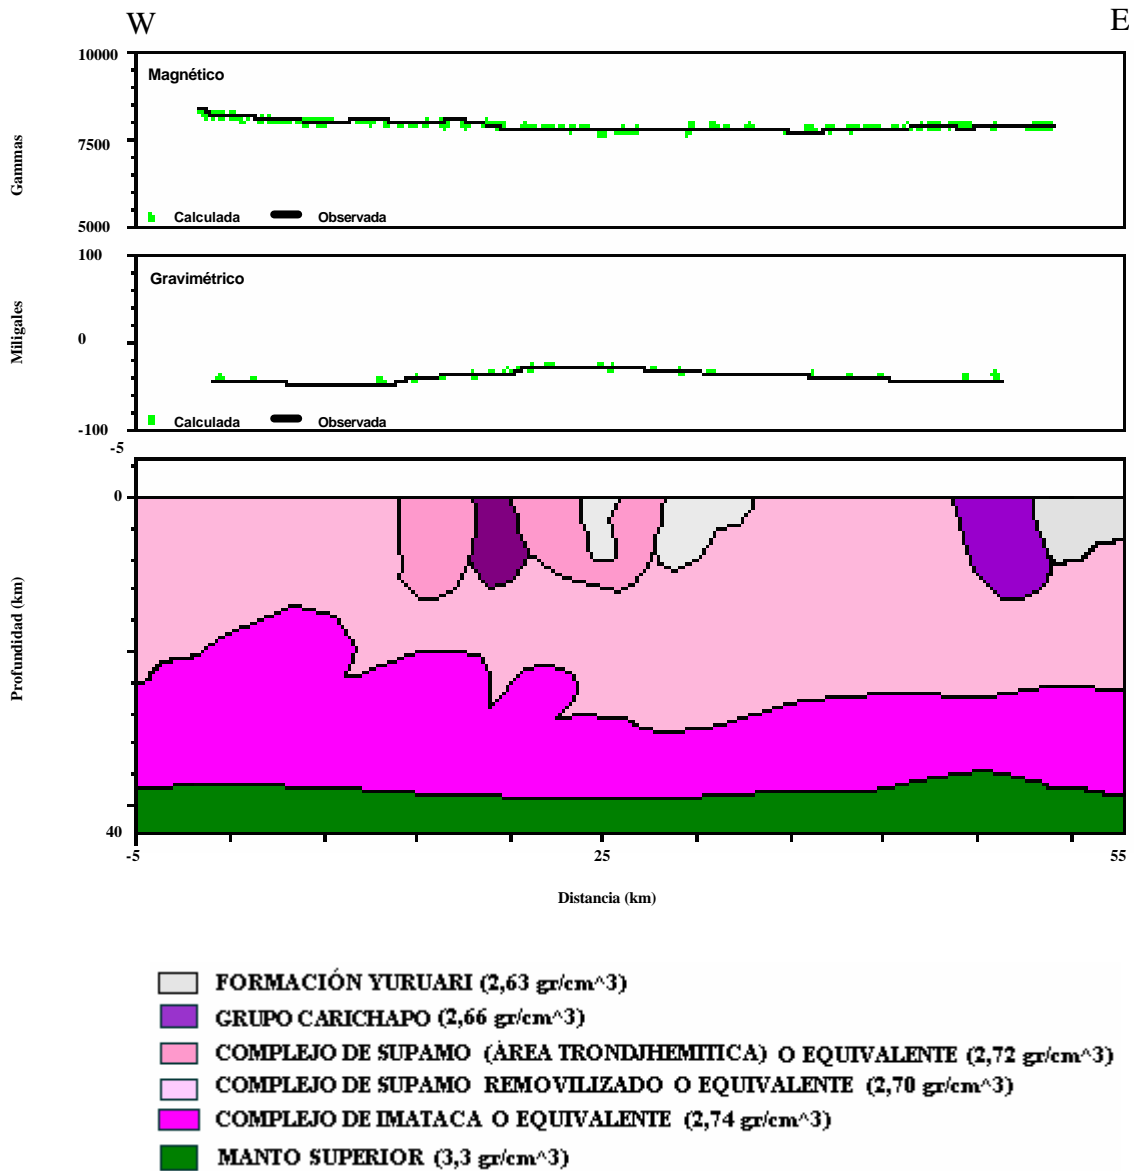 W E
10000
Magnético
Gammas
7500
Calculada Observada
5000
100
Gravimétrico
Miligales
0
Calculada Observada
-100
-5
0
Profundidad (km)
40
-5 25 55
Distancia (km)
FORMACIÓN YURUARI (2,63 gr/cm^3)
GRUPO CARICHAPO (2,66 gr/cm^3)
COMPLEJO DE SUPAMO (ÁREA TRONDJHEMITICA) O EQUIVALENTE (2,72 gr/cm^3)
COMPLEJO DE SUPAMO REMOVILIZADO O EQUIVALENTE (2,70 gr/cm^3)
COMPLEJO DE IMATACA O EQUIVALENTE (2,74 gr/cm^3)
MANTO SUPERIOR (3,3 gr/cm^3)